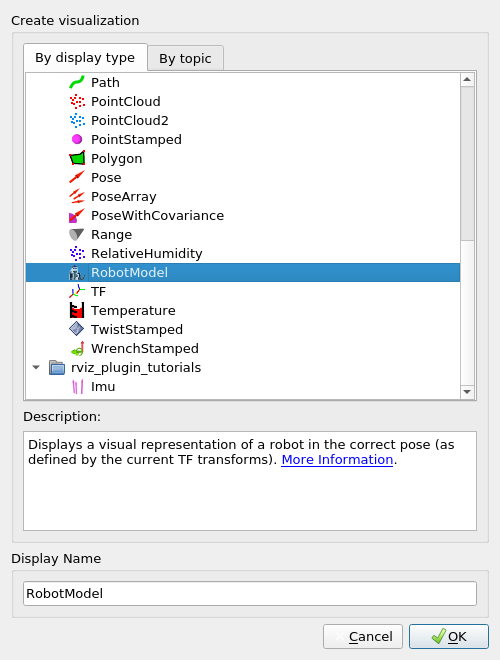 Create visualization
By display type
By topic
Path
PointCloud
PointCloud2
PointStamped
Polygon
Pose
PoseArray
PoseWithCovariance
Range
RelativeHumidity
RobotModel
TF
Temperature
TwistStamped
WrenchStamped
rviz_plugin_tutorials
Imu
Description:
Displays a visual representation of a robot in the correct pose (as
defined by the current TF transforms). More Information.
Display Name
RobotModel
Cancel
OK